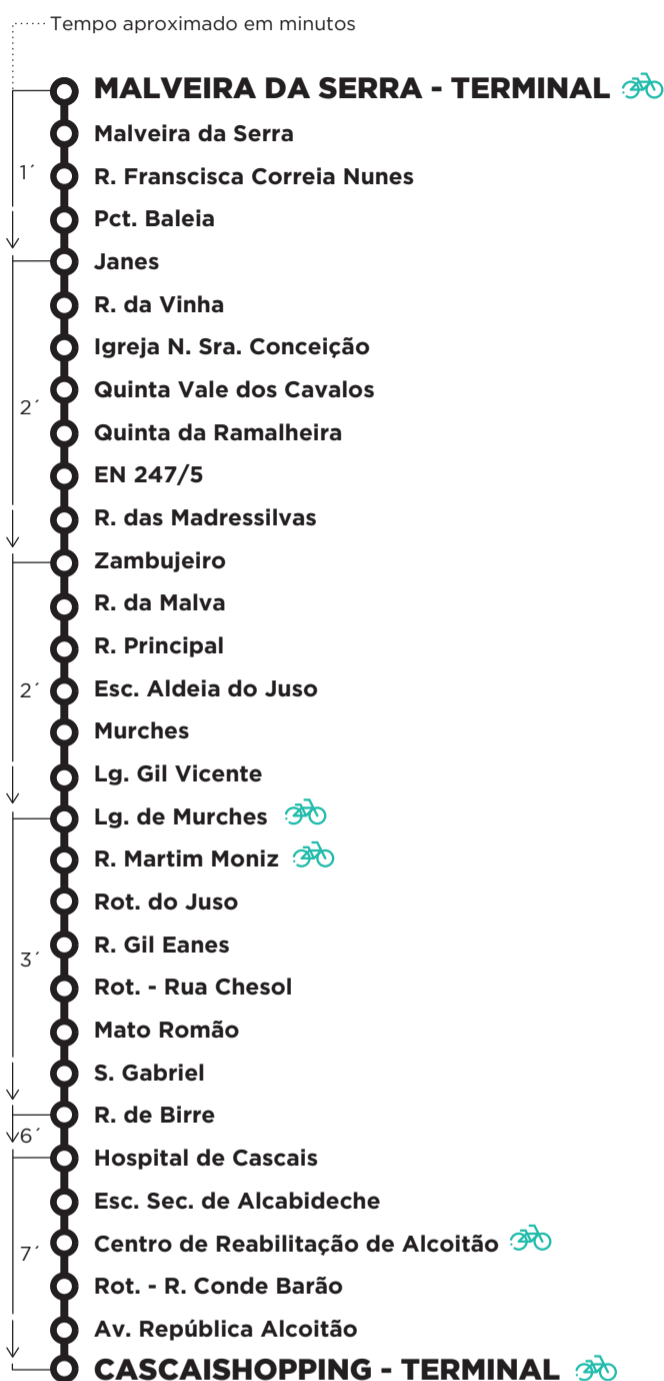 Tempo aproximado em minutos
MALVEIRA DA SERRA - TERMINAL
Malveira da Serra
1´
R. Franscisca Correia Nunes
Pct. Baleia
Janes
R. da Vinha
Igreja N. Sra. Conceição
Quinta Vale dos Cavalos
2´
Quinta da Ramalheira
EN 247/5
R. das Madressilvas
Zambujeiro
R. da Malva
R. Principal
2´
Esc. Aldeia do Juso
Murches
Lg. Gil Vicente
Lg. de Murches
R. Martim Moniz
Rot. do Juso
R. Gil Eanes
3´
Rot. - Rua Chesol
Mato Romão
S. Gabriel
R. de Birre
6´
Hospital de Cascais
Esc. Sec. de Alcabideche
Centro de Reabilitação de Alcoitão
7´
Rot. - R. Conde Barão
Av. República Alcoitão
CASCAISHOPPING - TERMINAL